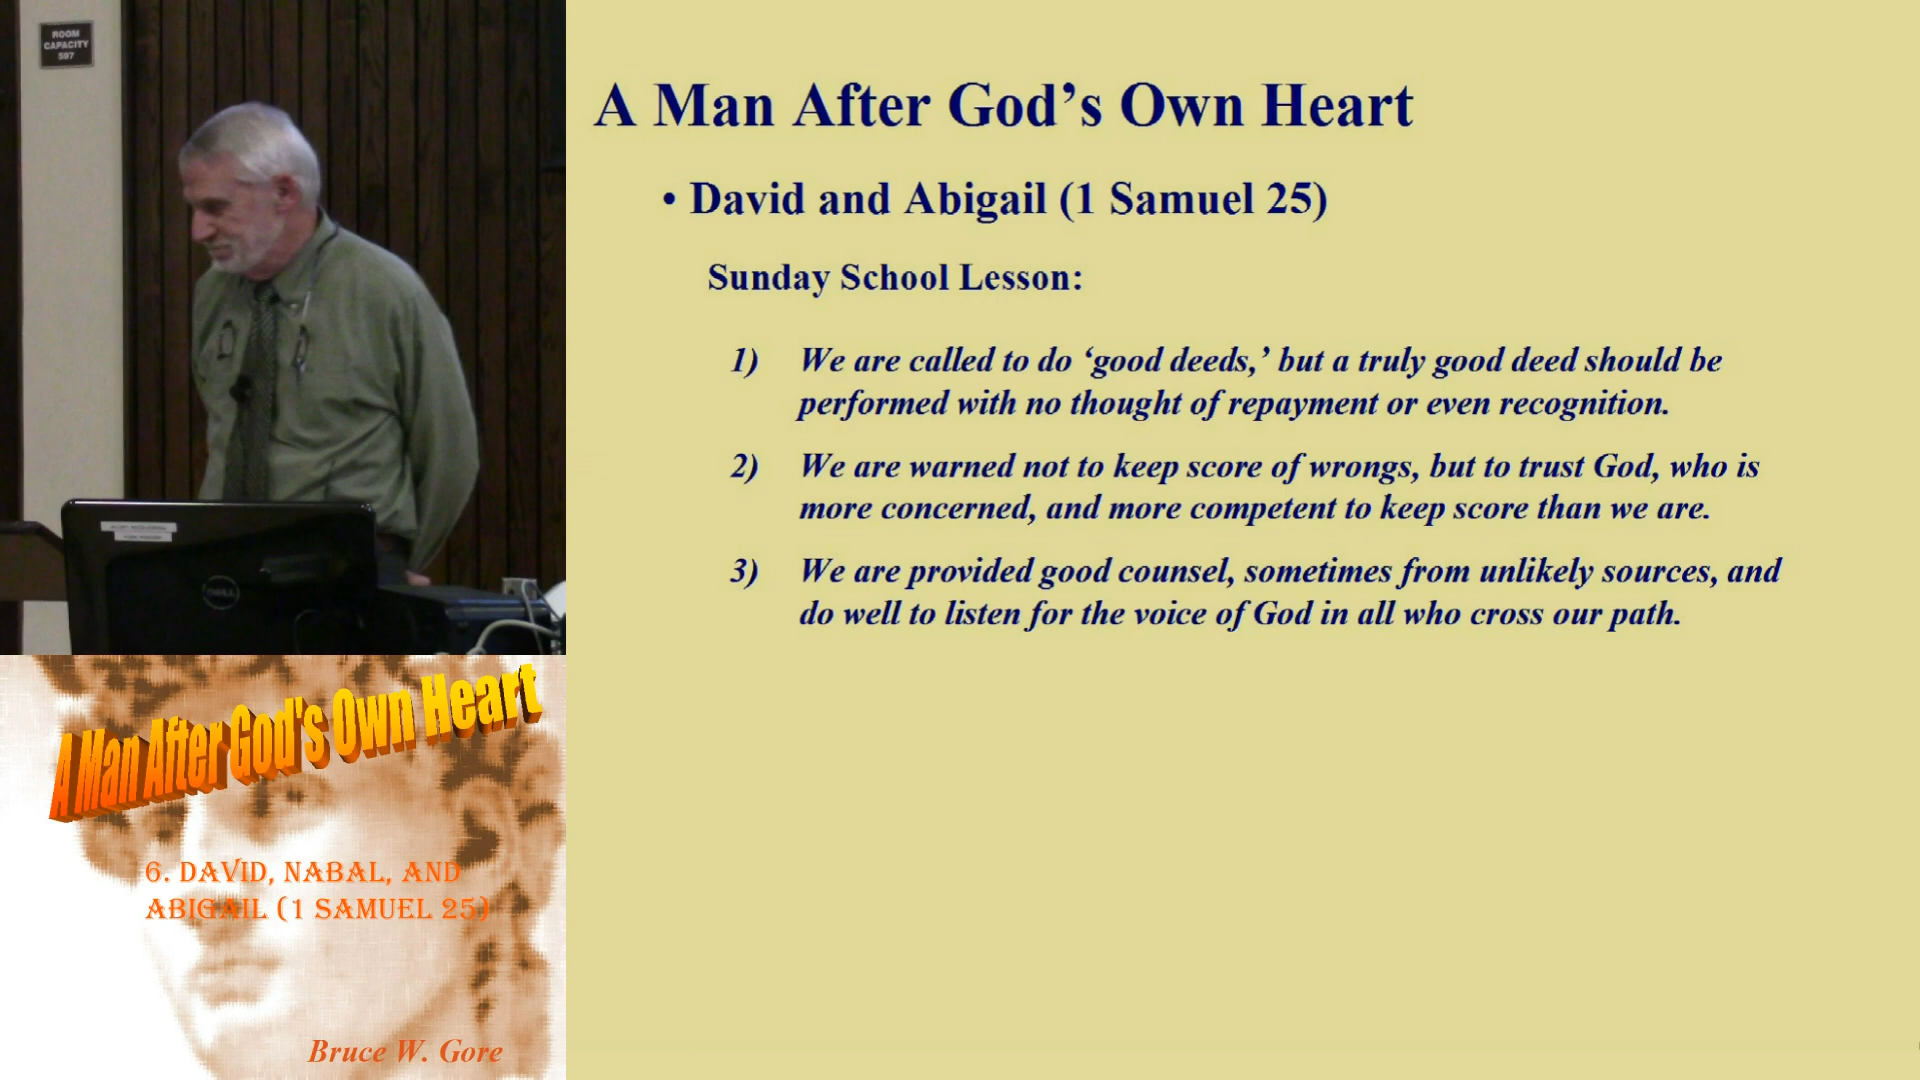 ROOM
CAPACITY
597
A Man After God's Own Heart
6. David, Nabal, and
Abigail (1 Samuel 25)
Bruce W. Gore
A Man After God’s Own Heart
• David and Abigail (1 Samuel 25)
Sunday School Lesson:
1) We are called to do ‘good deeds,’ but a truly good deed should be
performed with no thought of repayment or even recognition.
2) We are warned not to keep score of wrongs, but to trust God, who is
more concerned, and more competent to keep score than we are.
3) We are provided good counsel, sometimes from unlikely sources, and
do well to listen for the voice of God in all who cross our path.